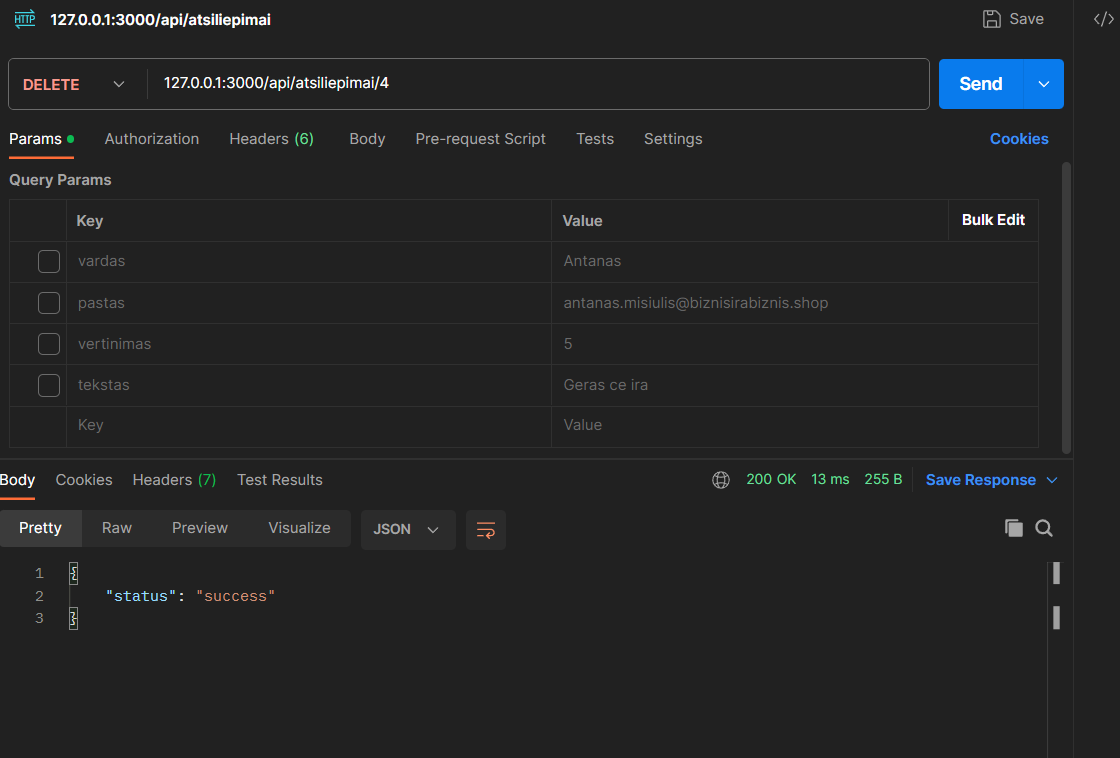 HTTP 127.0.0.1:3000/api/atsiliepimai Save </>
DELETE 127.0.0.1:3000/api/atsiliepimai/4 Send
Params Authorization Headers (6) Body Pre-request Script Tests Settings Cookies
Query Params
Key Value Bulk Edit
vardas Antanas
pastas antanas.misiulis@biznisirabiznis.shop
vertinimas 5
tekstas Geras ce ira
Key Value
Body Cookies Headers (7) Test Results 200 OK 13 ms 255 B Save Response
Pretty Raw Preview Visualize JSON
1 {
2 "status": "success"
3 }